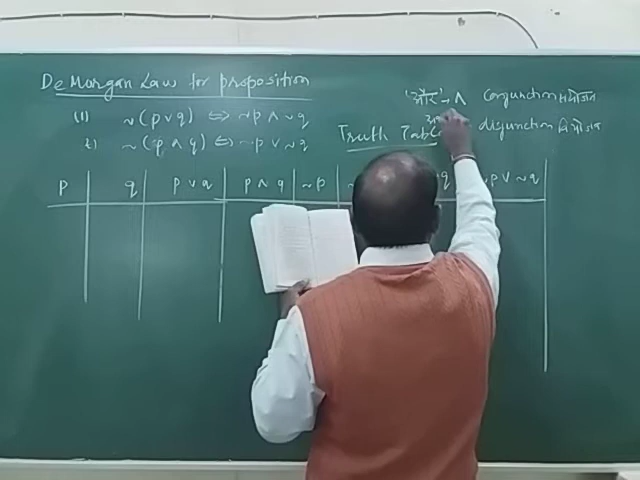 De Morgan Law for proposition
(1) ~(p∨q) ⇔ ~p ∧ ~q
2) ~(p ∧ q) ⇔ ~p ∨ ~q
'और' → ∧ conjunction संयोजन
disjunction वियोजन
Truth Table
p q p ∨ q p ∧ q ~p q ~p ∨ ~q